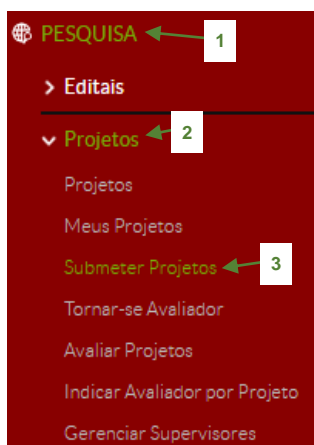 PESQUISA 1
Editais
Projetos 2
Projetos
Meus Projetos
Submeter Projetos 3
Tornar-se Avaliador
Avaliar Projetos
Indicar Avaliador por Projeto
Gerenciar Supervisores